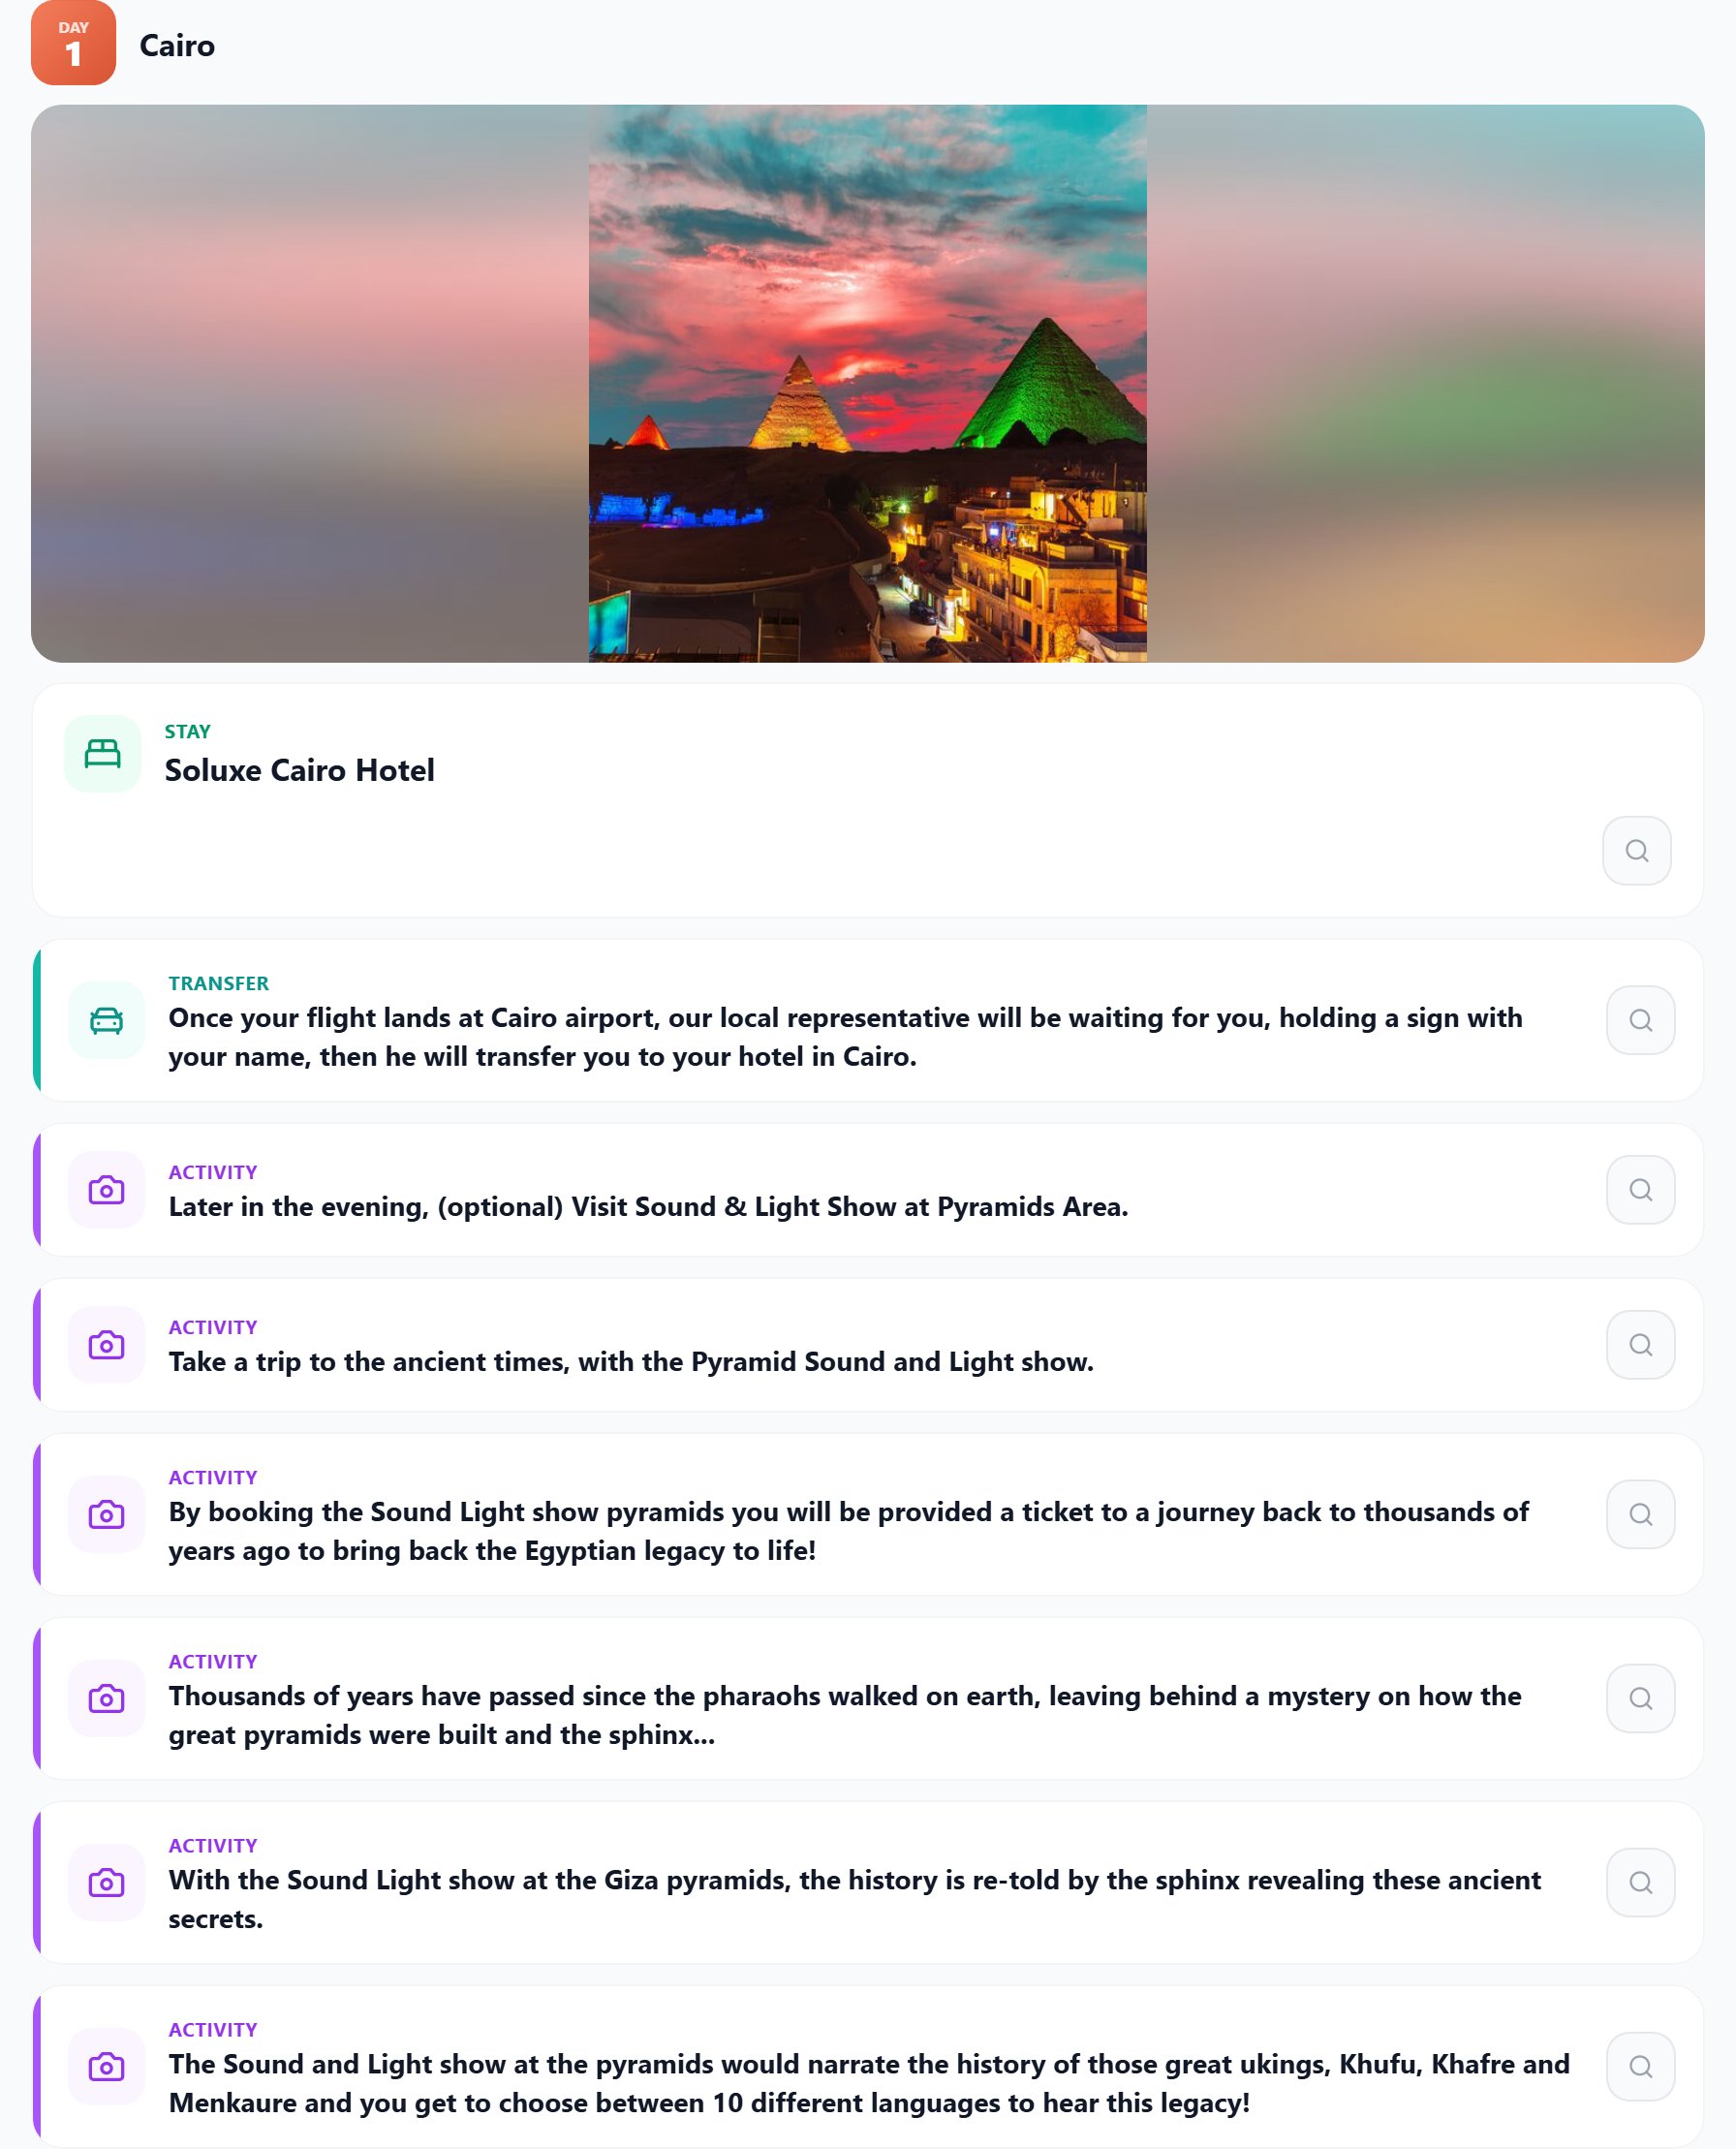 DAY
1
Cairo
STAY
Soluxe Cairo Hotel
TRANSFER
Once your flight lands at Cairo airport, our local representative will be waiting for you, holding a sign with
your name, then he will transfer you to your hotel in Cairo.
ACTIVITY
Later in the evening, (optional) Visit Sound & Light Show at Pyramids Area.
ACTIVITY
Take a trip to the ancient times, with the Pyramid Sound and Light show.
ACTIVITY
By booking the Sound Light show pyramids you will be provided a ticket to a journey back to thousands of
years ago to bring back the Egyptian legacy to life!
ACTIVITY
Thousands of years have passed since the pharaohs walked on earth, leaving behind a mystery on how the
great pyramids were built and the sphinx...
ACTIVITY
With the Sound Light show at the Giza pyramids, the history is re-told by the sphinx revealing these ancient
secrets.
ACTIVITY
The Sound and Light show at the pyramids would narrate the history of those great ukings, Khufu, Khafre and
Menkaure and you get to choose between 10 different languages to hear this legacy!